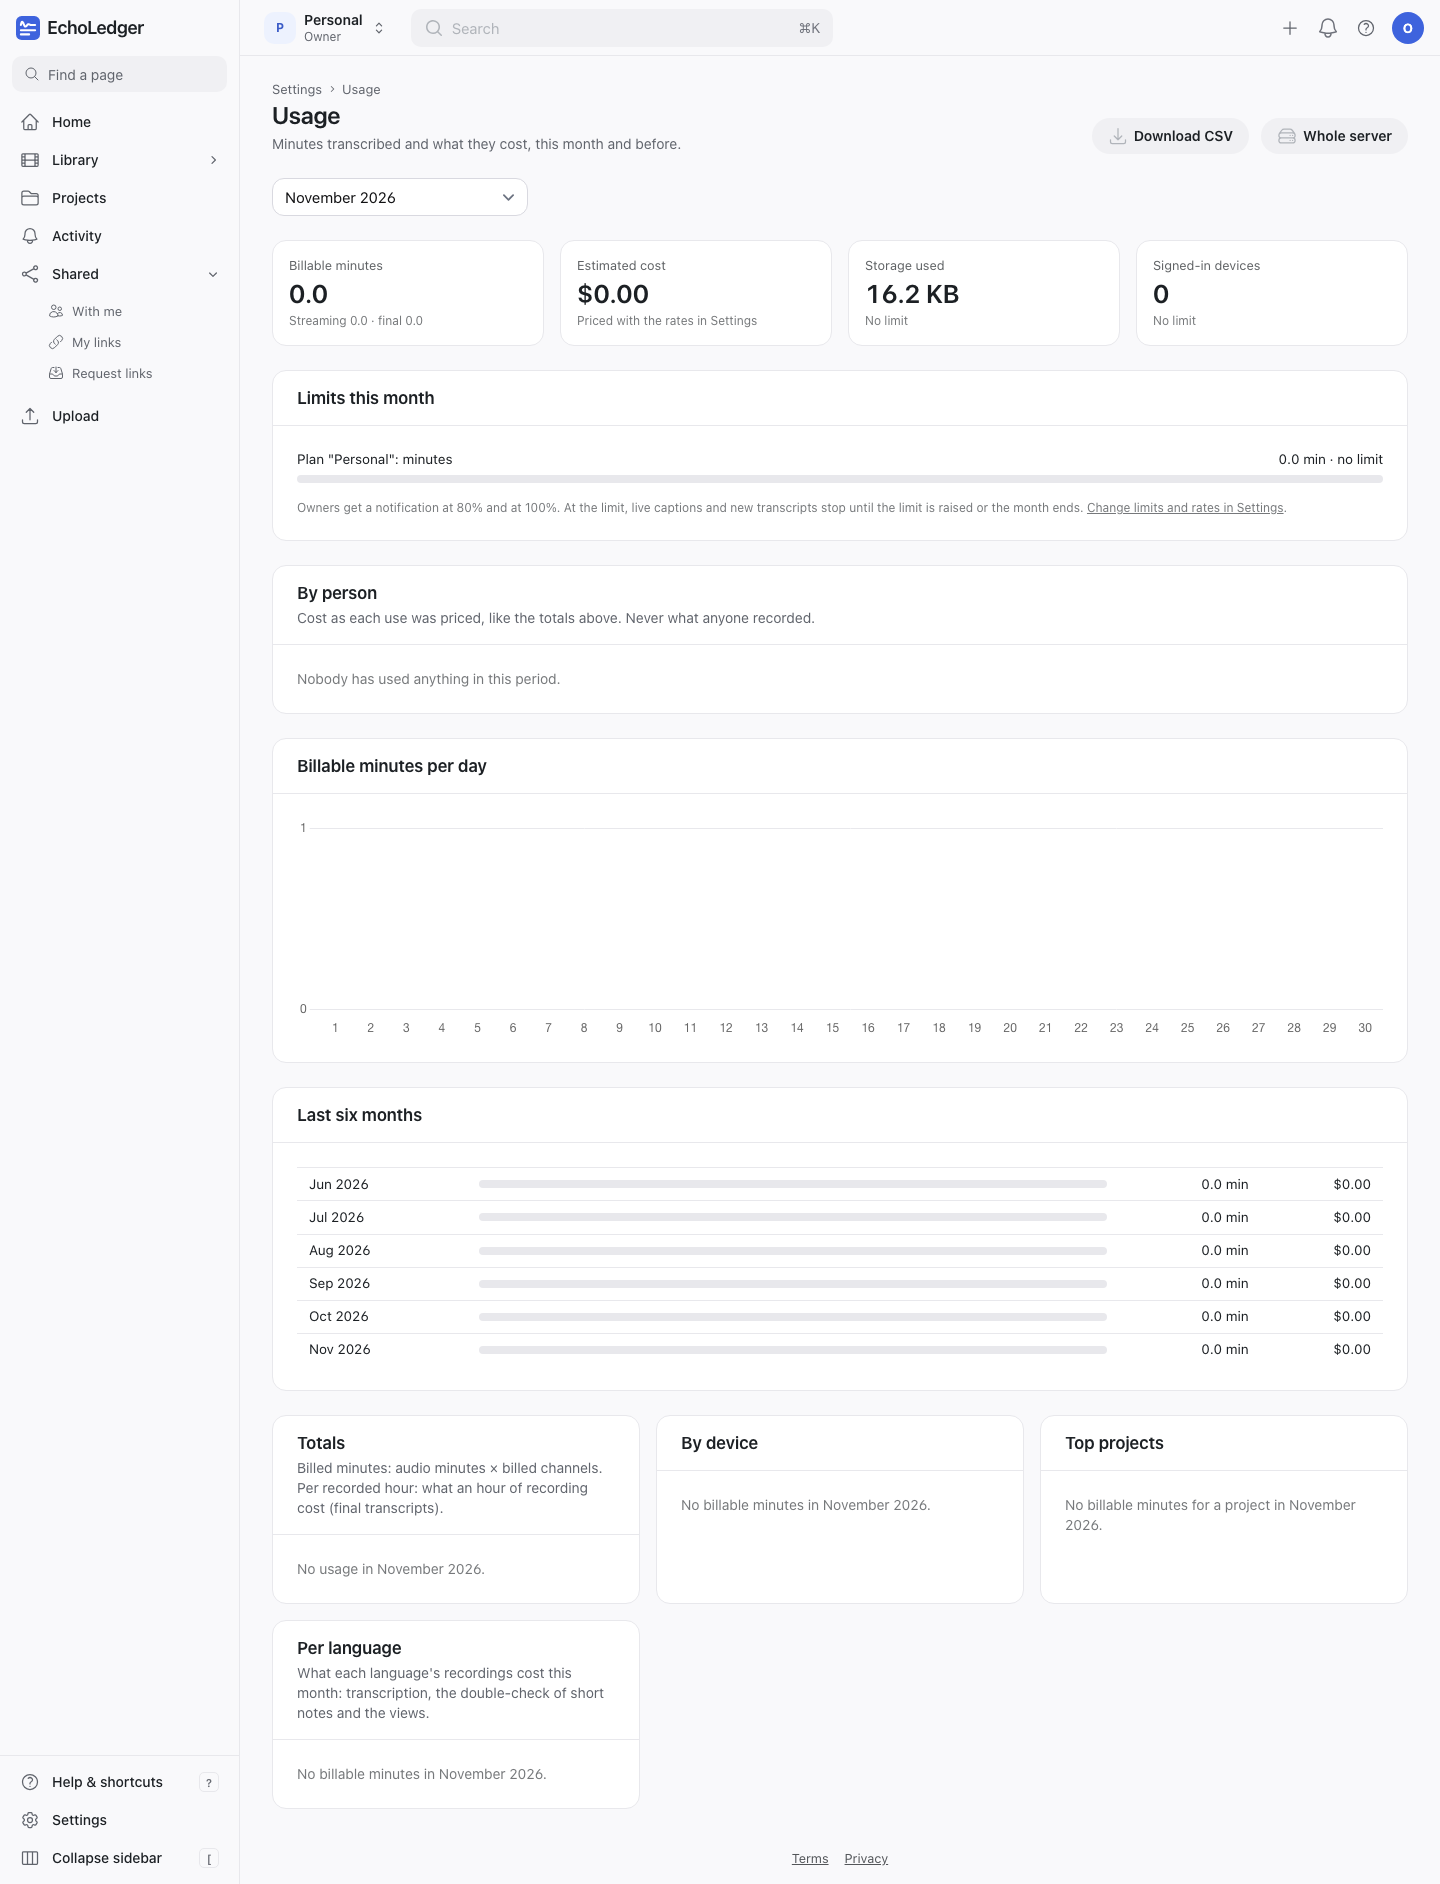 EchoLedger
P
Personal
Owner
Search
⌘K
O
Find a page
Home
Library
Projects
Activity
Shared
With me
My links
Request links
Upload
Settings › Usage
Usage
Minutes transcribed and what they cost, this month and before.
Download CSV
Whole server
November 2026
Billable minutes
0.0
Streaming 0.0 · final 0.0
Estimated cost
$0.00
Priced with the rates in Settings
Storage used
16.2 KB
No limit
Signed-in devices
0
No limit
Limits this month
Plan "Personal": minutes
0.0 min · no limit
Owners get a notification at 80% and at 100%. At the limit, live captions and new transcripts stop until the limit is raised or the month ends. Change limits and rates in Settings.
By person
Cost as each use was priced, like the totals above. Never what anyone recorded.
Nobody has used anything in this period.
Billable minutes per day
1
0
1 2 3 4 5 6 7 8 9 10 11 12 13 14 15 16 17 18 19 20 21 22 23 24 25 26 27 28 29 30
Last six months
Jun 2026 0.0 min $0.00
Jul 2026 0.0 min $0.00
Aug 2026 0.0 min $0.00
Sep 2026 0.0 min $0.00
Oct 2026 0.0 min $0.00
Nov 2026 0.0 min $0.00
Totals
Billed minutes: audio minutes × billed channels.
Per recorded hour: what an hour of recording
cost (final transcripts).
No usage in November 2026.
By device
No billable minutes in November 2026.
Top projects
No billable minutes for a project in November
2026.
Per language
What each language's recordings cost this
month: transcription, the double-check of short
notes and the views.
No billable minutes in November 2026.
Help & shortcuts ?
Settings
Collapse sidebar [
Terms Privacy